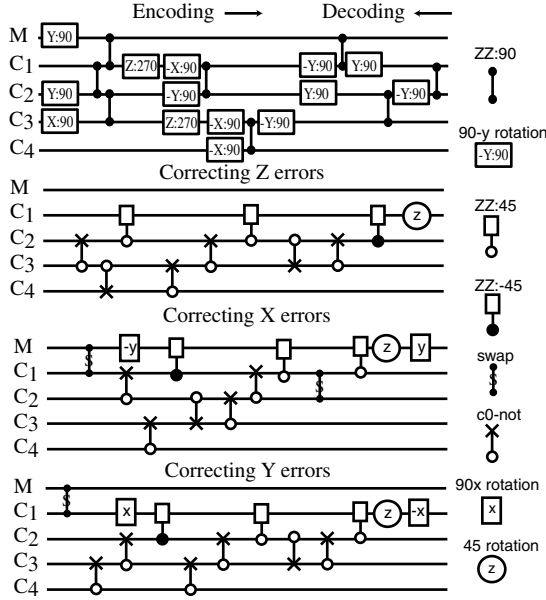 Encoding Decoding
M Y:90
C1 Z:270 -X:90 -Y:90 Y:90
C2 Y:90 -Y:90 Y:90 -Y:90
C3 X:90 Z:270 -X:90 -Y:90
C4 -X:90
Correcting Z errors
M
C1 z
C2
C3
C4
Correcting X errors
M s -y z y
C1
C2 s
C3
C4
Correcting Y errors
M s
C1 x z -x
C2
C3
C4
ZZ:90
90-y rotation
-Y:90
ZZ:45
ZZ:-45
swap
s
c0-not
90x rotation
x
45 rotation
z